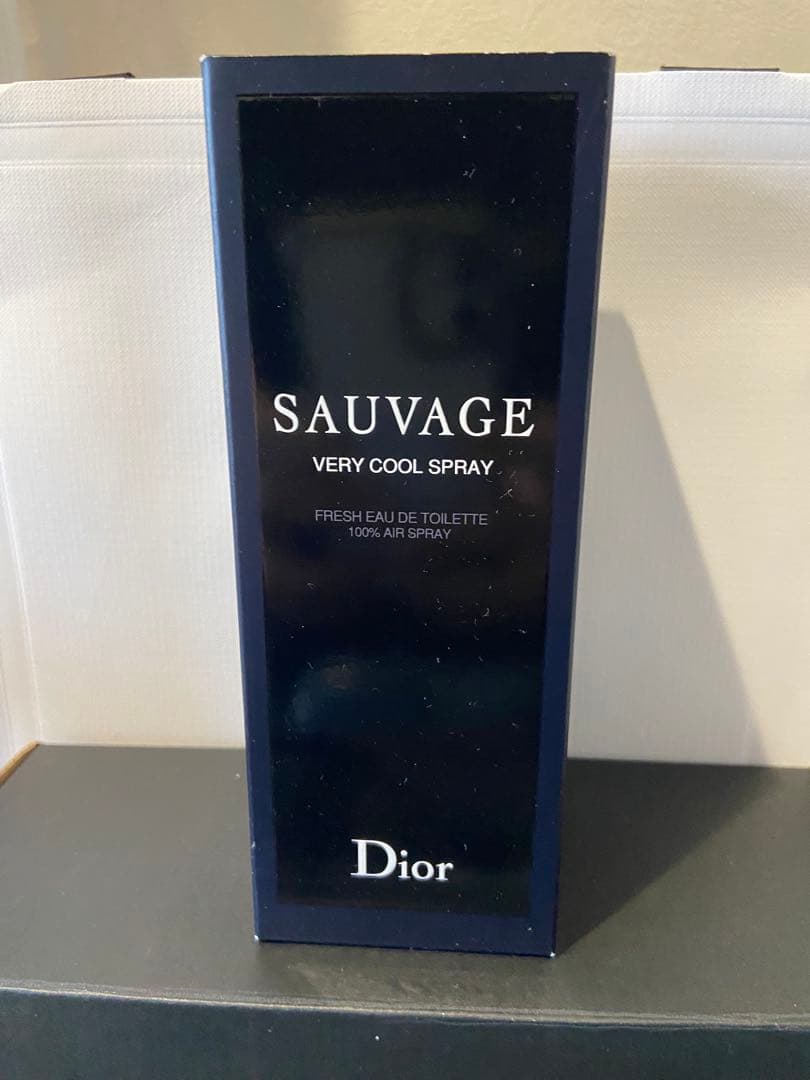 SAUVAGE
VERY COOL SPRAY
FRESH EAU DE TOILETTE
100% AIR SPRAY
Dior